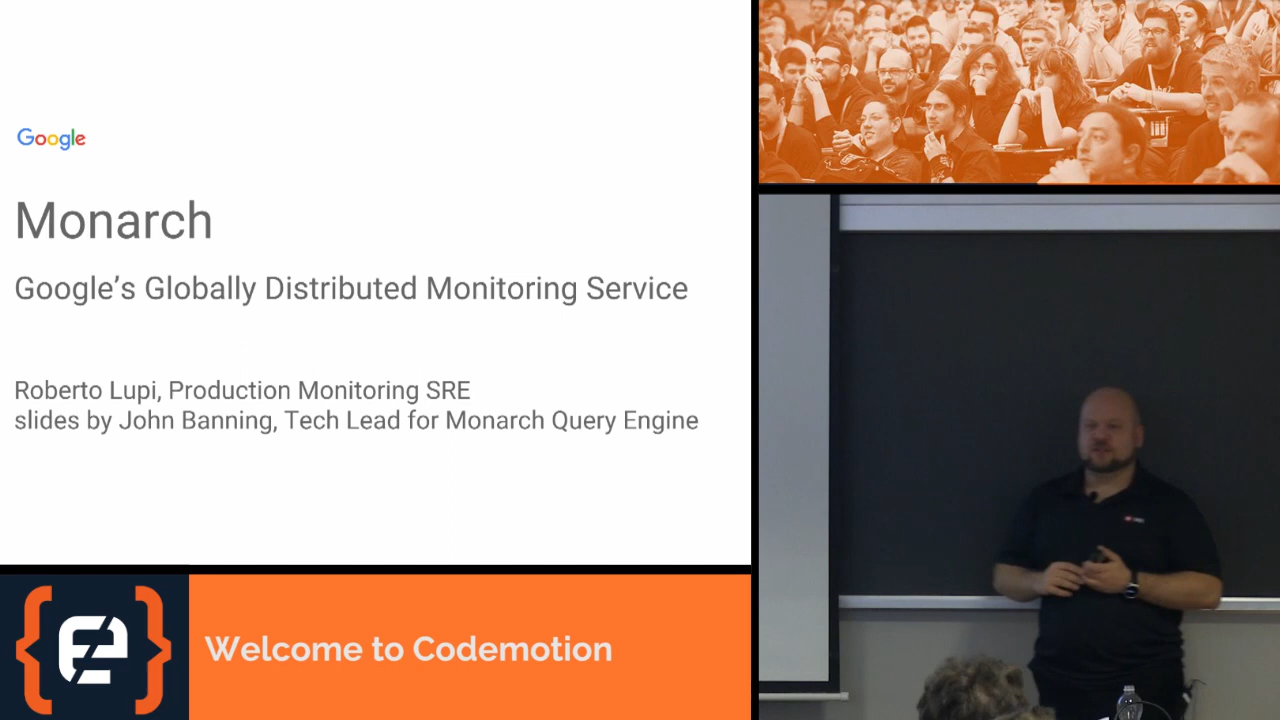 Google
Monarch
Google's Globally Distributed Monitoring Service
Roberto Lupi, Production Monitoring SRE
slides by John Banning, Tech Lead for Monarch Query Engine
Welcome to Codemotion